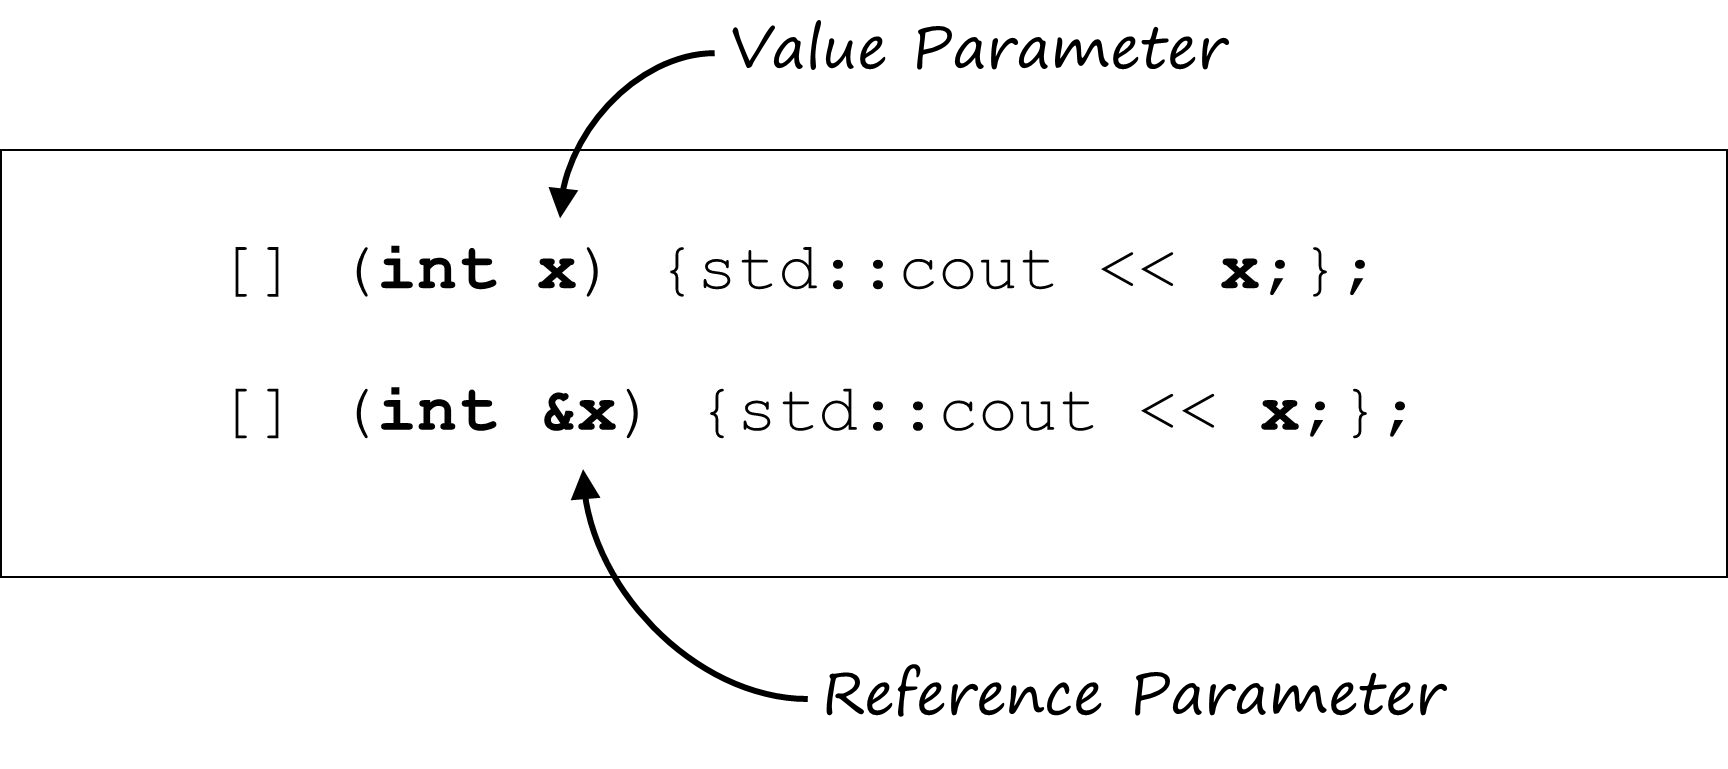 Value Parameter
[] (int x) {std::cout << x;};
[] (int &x) {std::cout << x;};
Reference Parameter